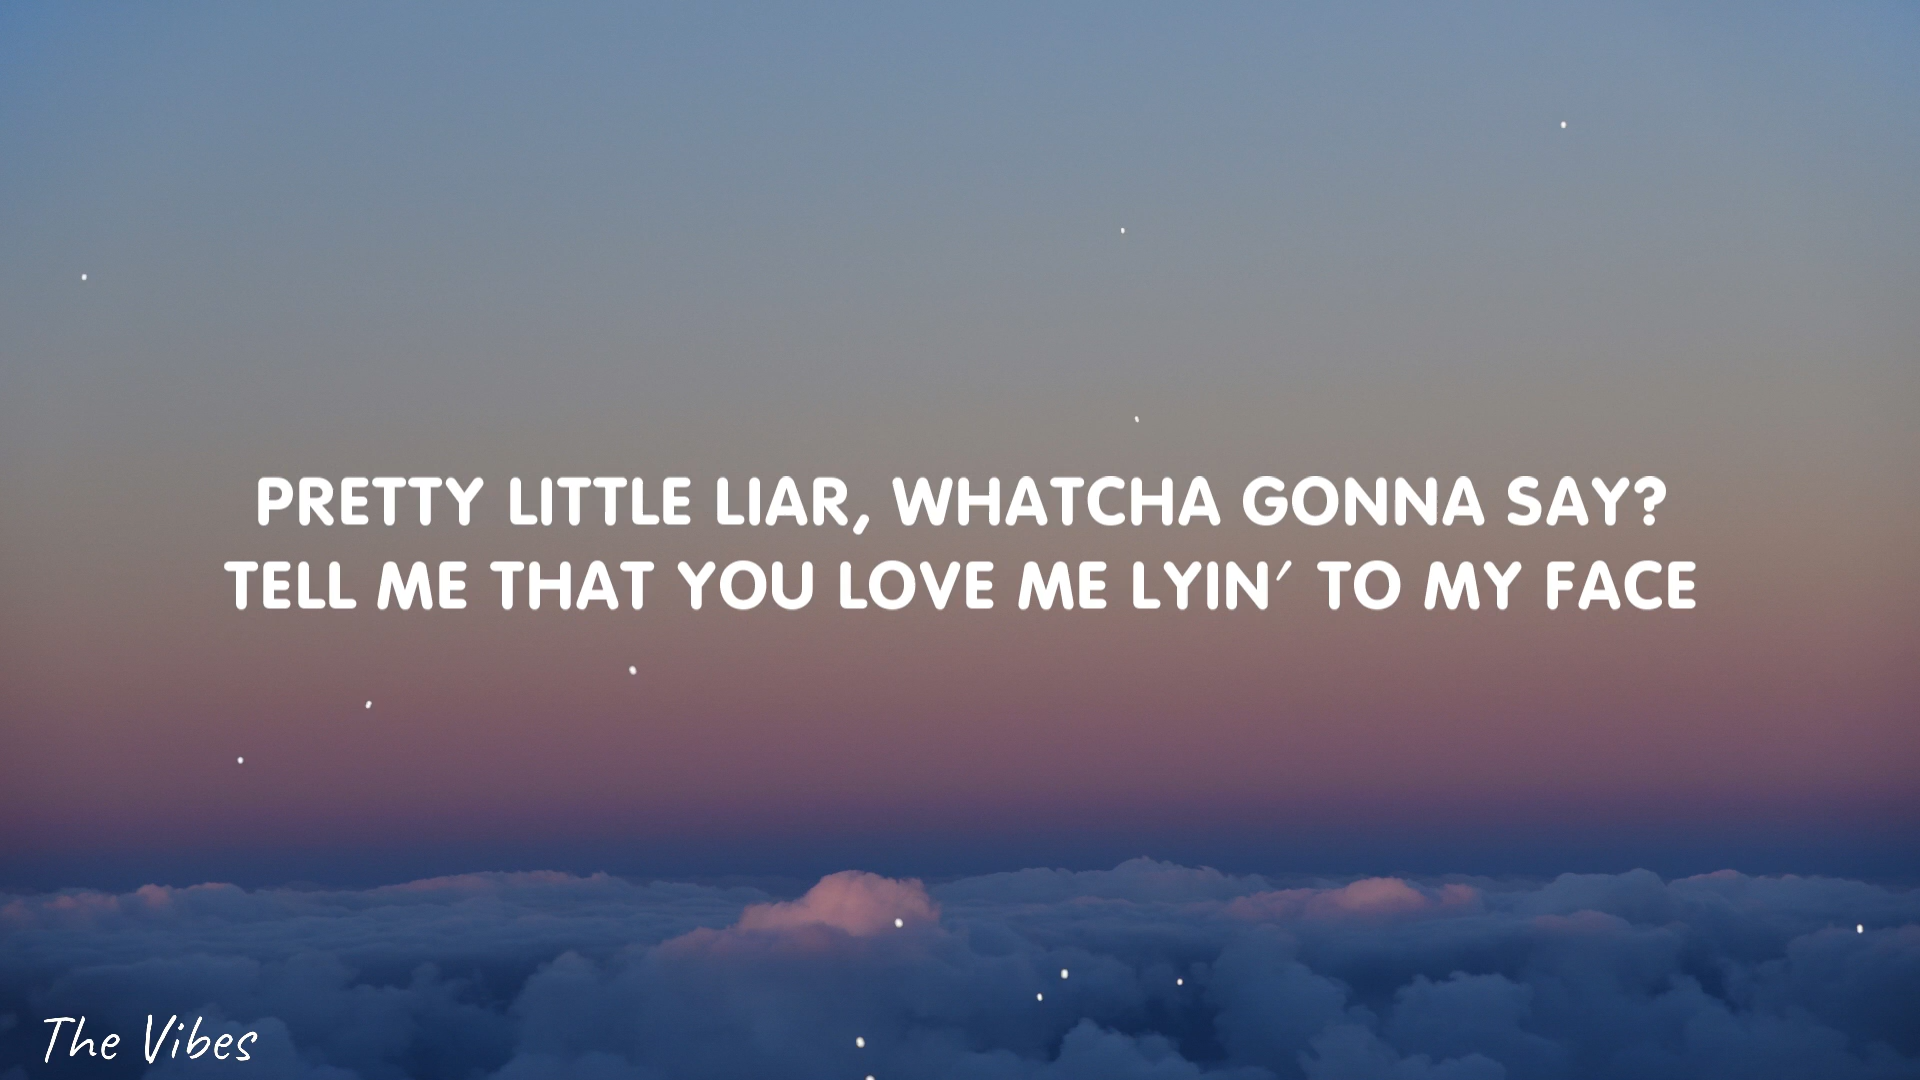 PRETTY LITTLE LIAR, WHATCHA GONNA SAY?
TELL ME THAT YOU LOVE ME LYIN' TO MY FACE
The Vibes